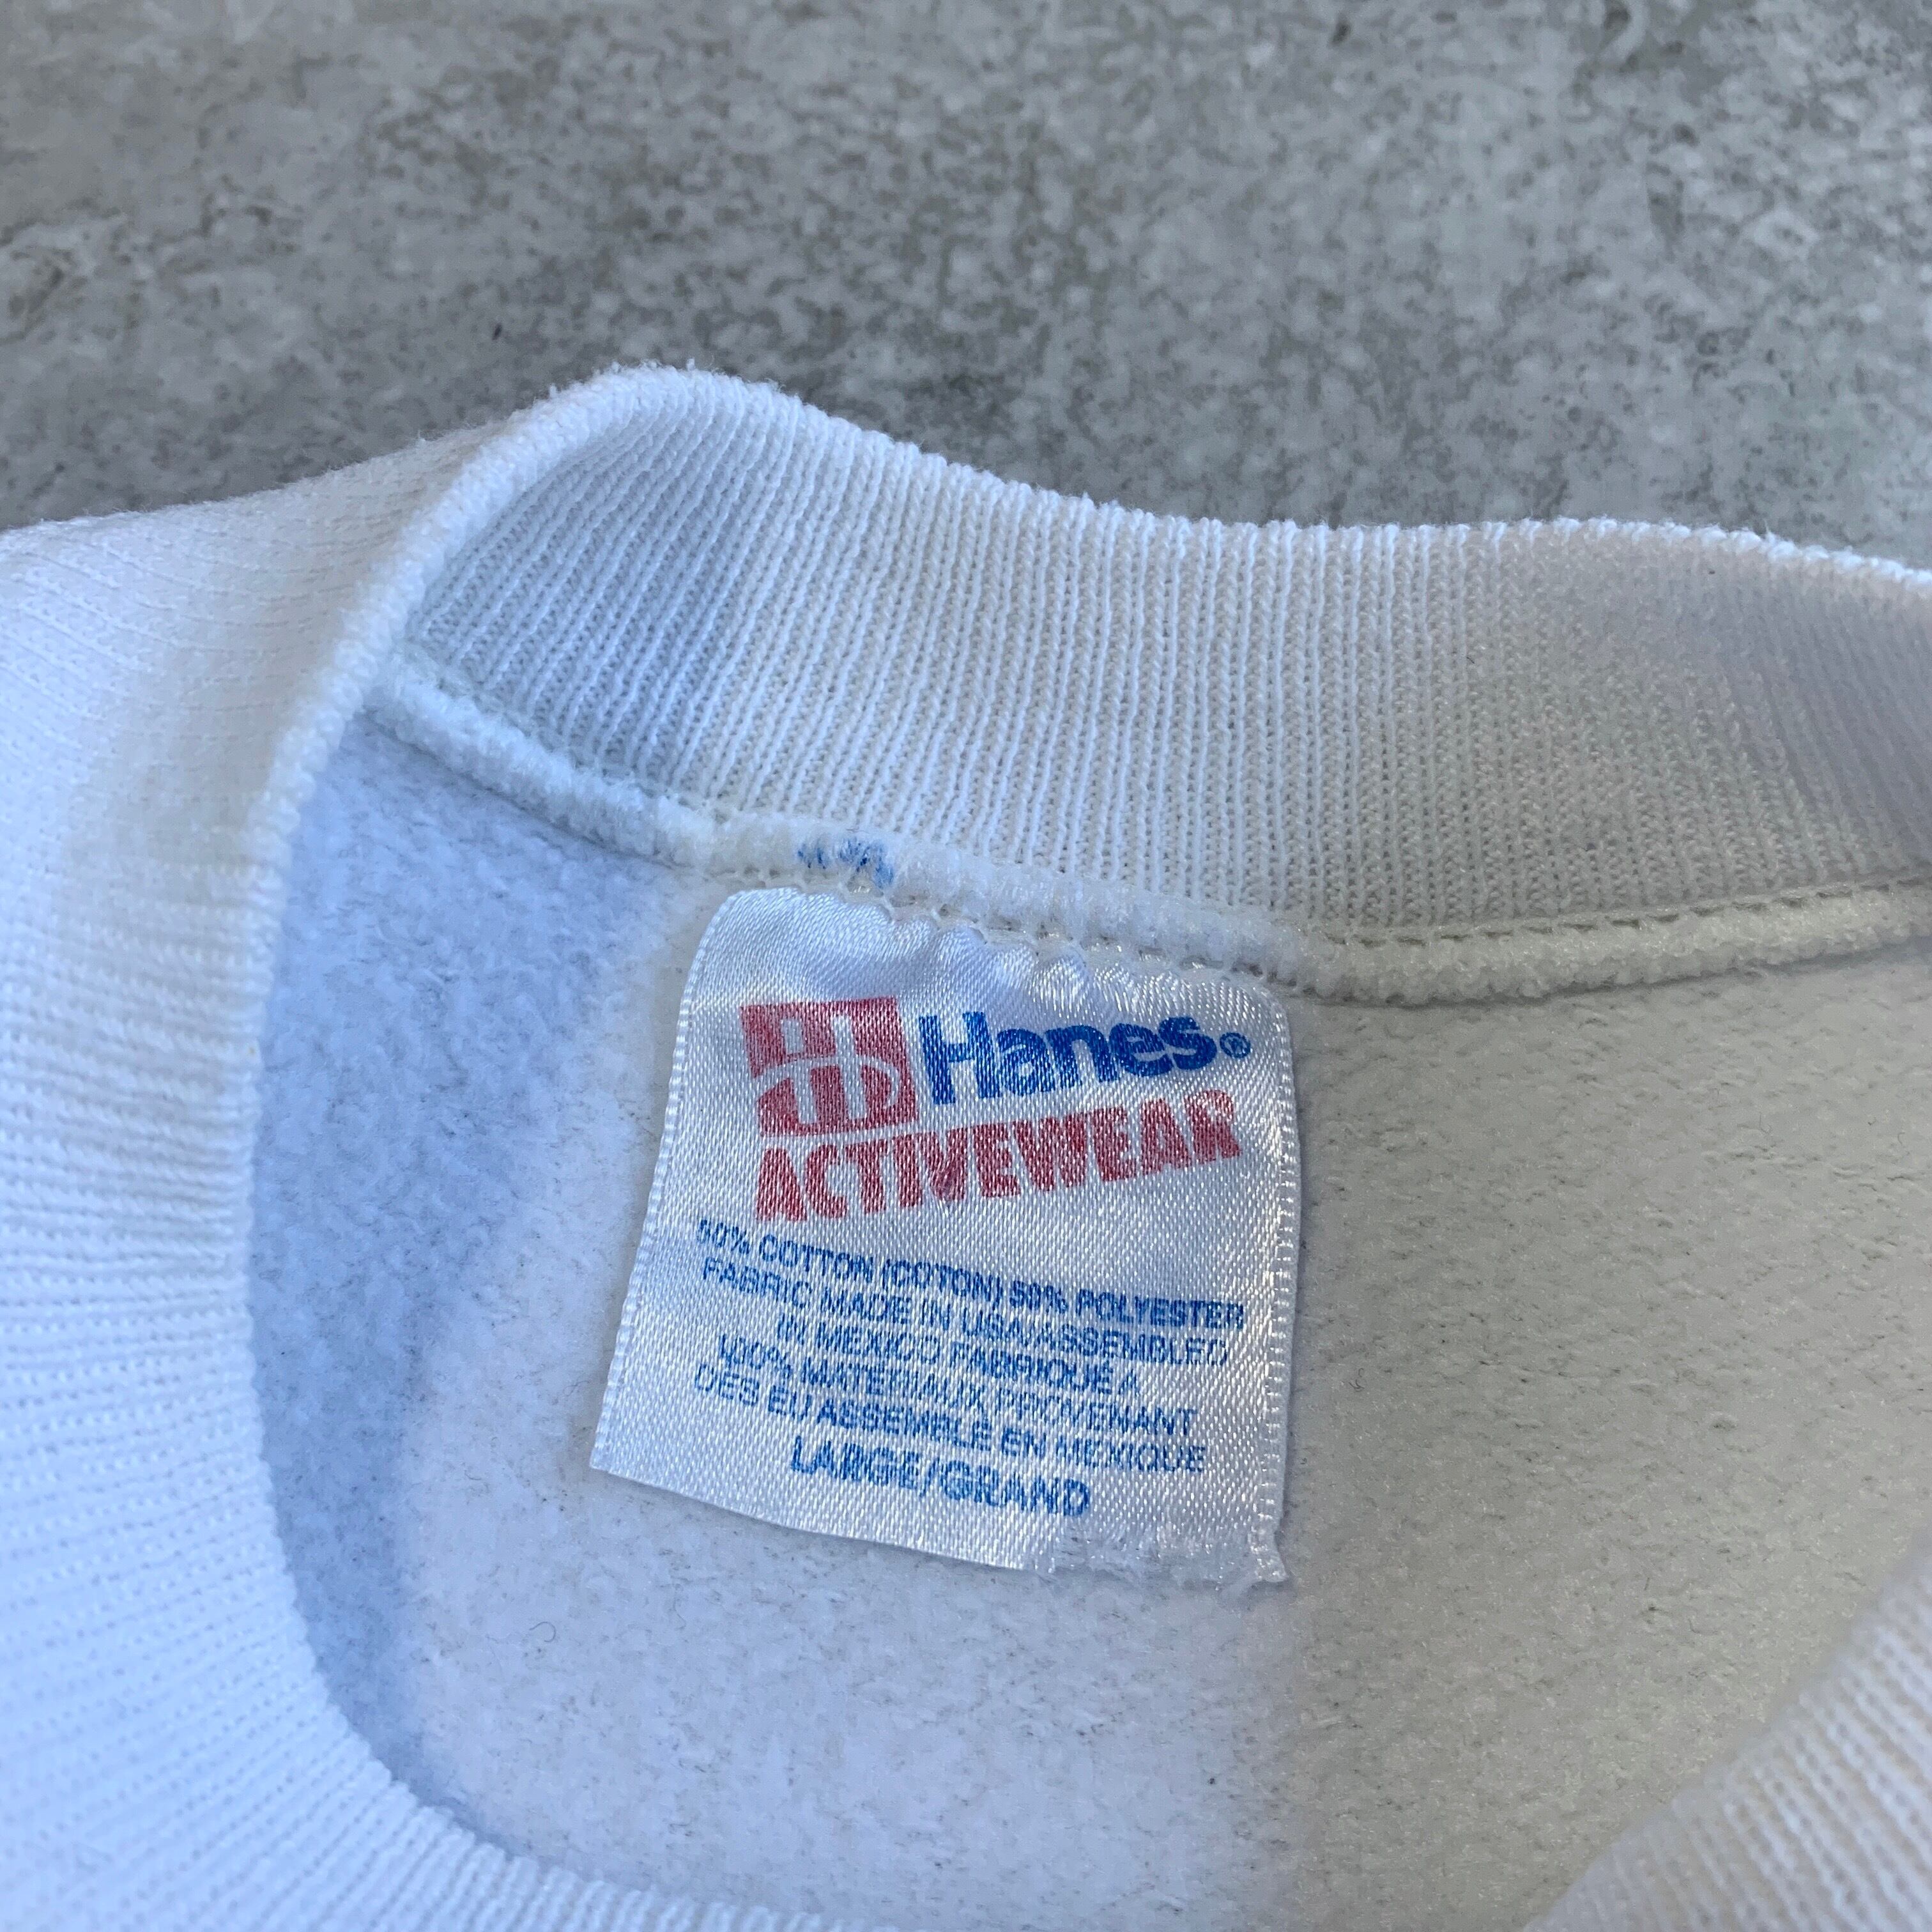 Hanes®
ACTIVEWEAR
50% COTTON (COTON) 50% POLYESTER
FABRIC MADE IN USA/ASSEMBLED
IN MEXICO FABRIQUÉ A
100% MATERIAUX PROVENANT
DES EU ASSEMBLE EN MEXIQUE
LARGE/GRAND